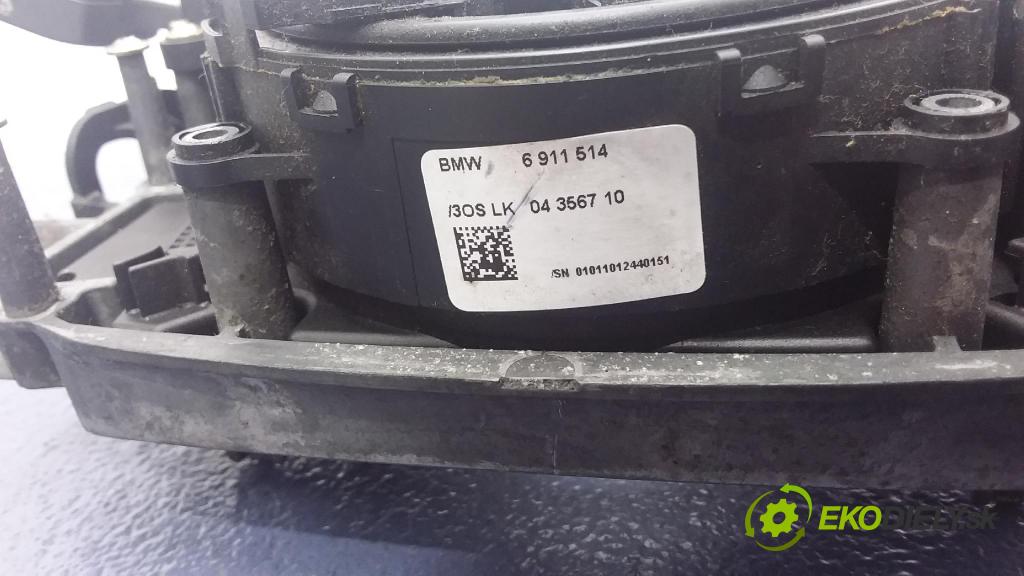 BMW 6 911 514
/3OS LK 04 3567 10
/SN 01011012440151
EKODIELY.SK